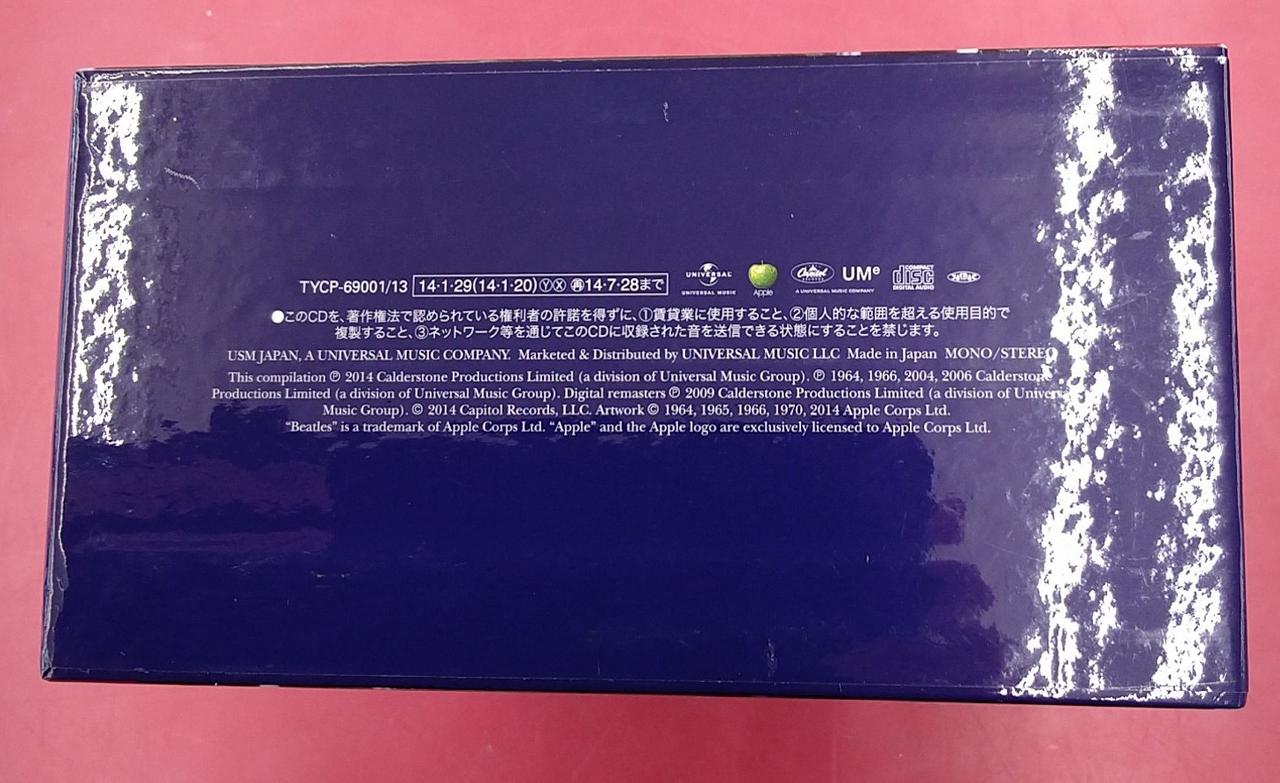 TYCP-69001/13 14・1・29(14・1・20)ⓎⓍ㊢14・7・28まで UNIVERSAL UNIVERSAL MUSIC Apple Capitol RECORDS A UNIVERSAL MUSIC COMPANY UMe COMPACT disc DIGITAL AUDIO
●このCDを、著作権法で認められている権利者の許諾を得ずに、①賃貸業に使用すること、②個人的な範囲を超える使用目的で
複製すること、③ネットワーク等を通じてこのCDに収録された音を送信できる状態にすることを禁じます。
USM JAPAN, A UNIVERSAL MUSIC COMPANY. Marketed & Distributed by UNIVERSAL MUSIC LLC Made in Japan MONO/STEREO
This compilation ℗ 2014 Calderstone Productions Limited (a division of Universal Music Group). ℗ 1964, 1966, 2004, 2006 Calderstone
Productions Limited (a division of Universal Music Group). Digital remasters ℗ 2009 Calderstone Productions Limited (a division of Universal
Music Group). © 2014 Capitol Records, LLC. Artwork © 1964, 1965, 1966, 1970, 2014 Apple Corps Ltd.
“Beatles” is a trademark of Apple Corps Ltd. “Apple” and the Apple logo are exclusively licensed to Apple Corps Ltd.